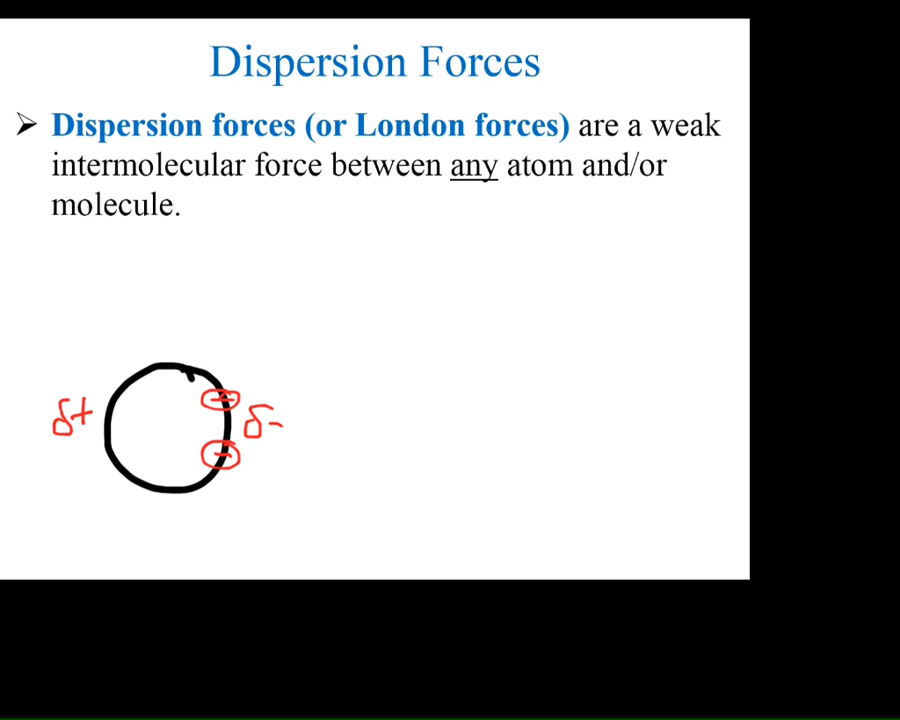 Dispersion Forces
➢ Dispersion forces (or London forces) are a weak
intermolecular force between any atom and/or
molecule.
δ+ δ-